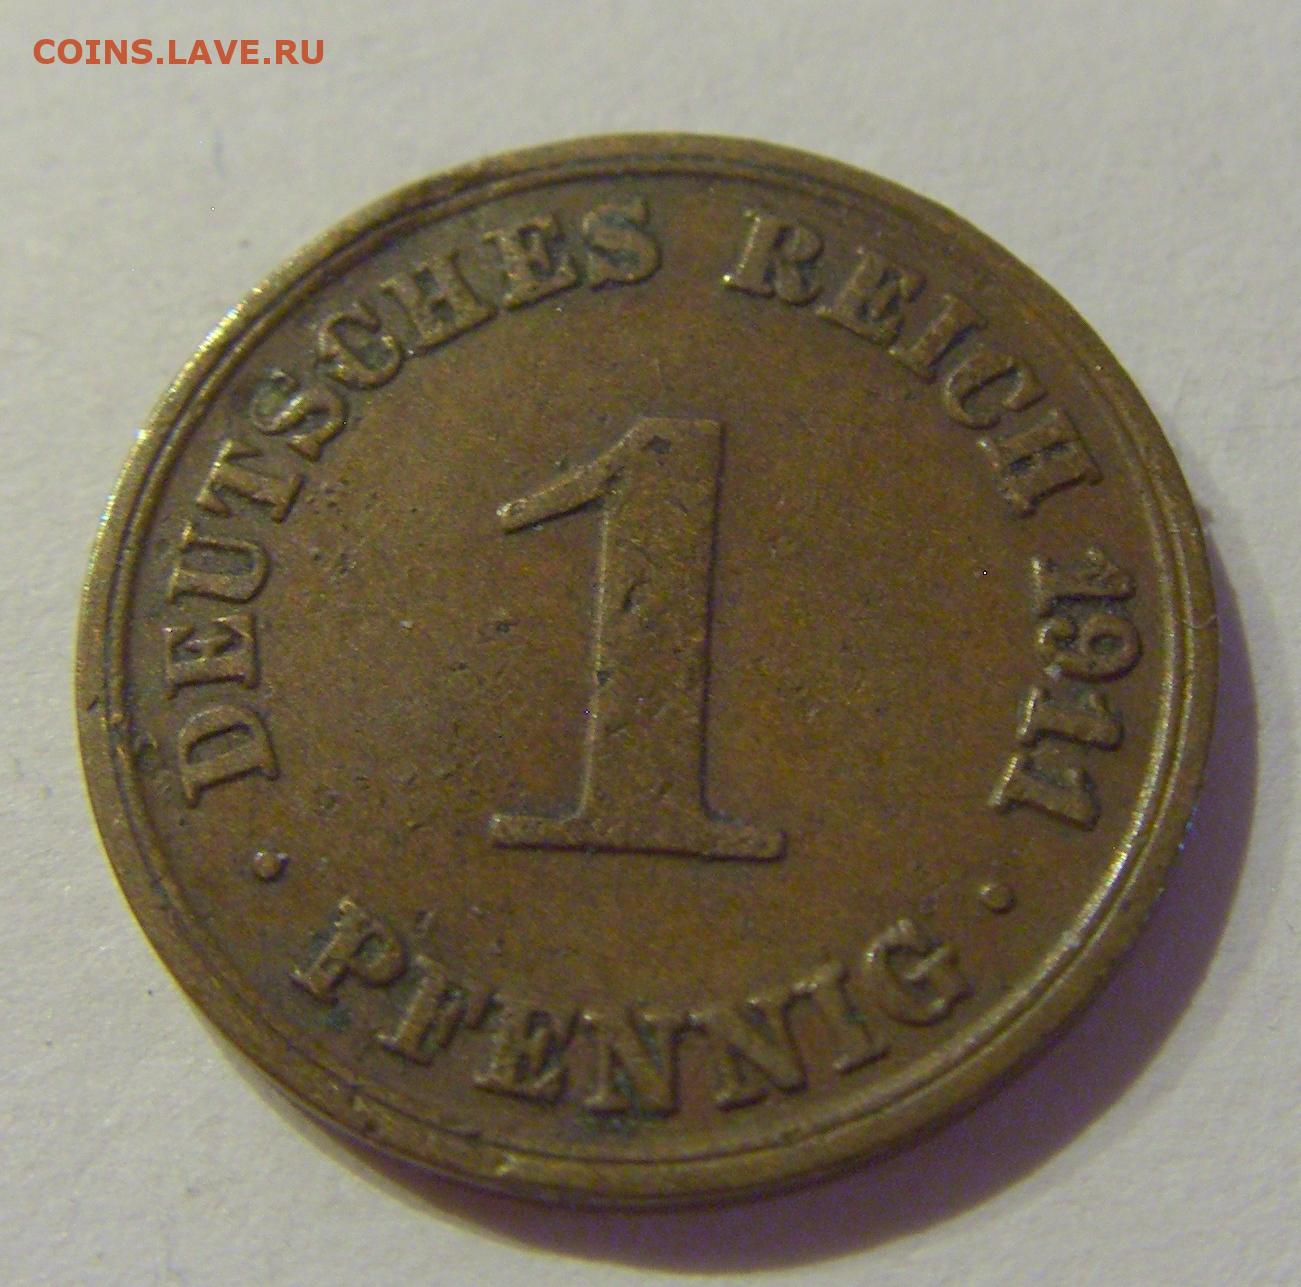 COINS.LAVE.RU
DEUTSCHES REICH 1911
1
· PFENNIG ·